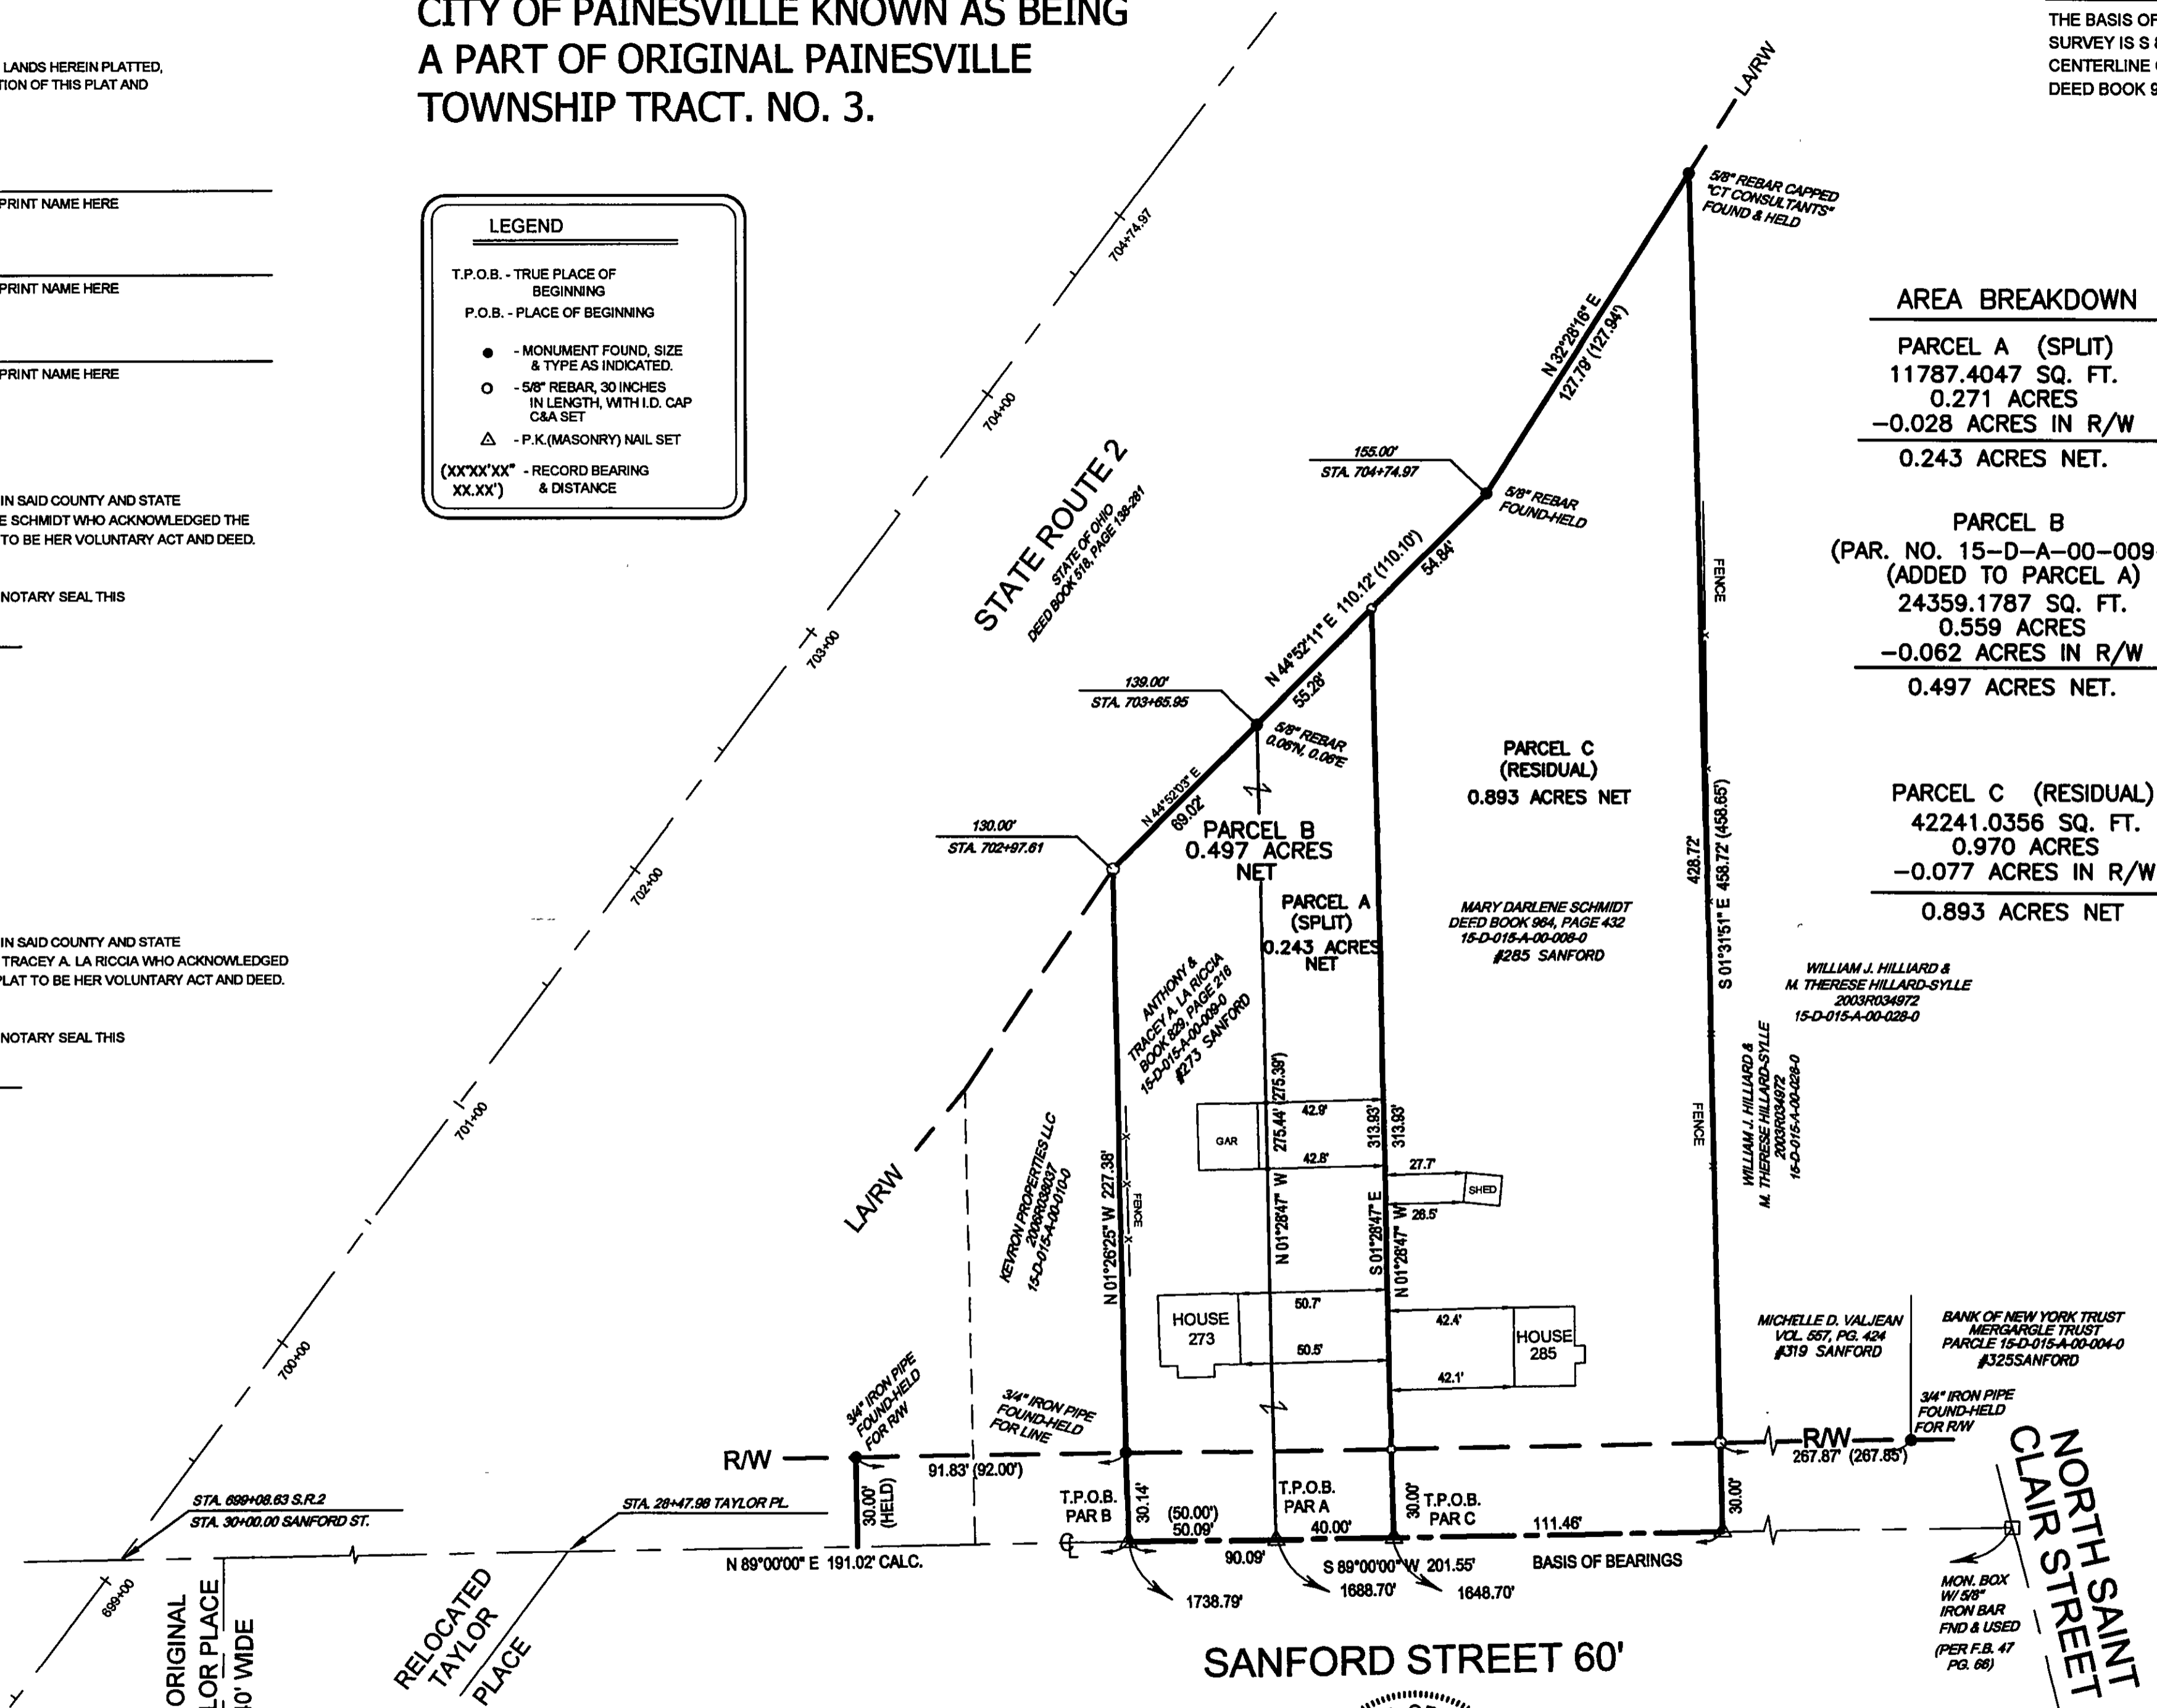 CITY OF PAINESVILLE KNOWN AS BEING
A PART OF ORIGINAL PAINESVILLE
TOWNSHIP TRACT. NO. 3.
LANDS HEREIN PLATTED,
TION OF THIS PLAT AND
PRINT NAME HERE
PRINT NAME HERE
PRINT NAME HERE
IN SAID COUNTY AND STATE
E SCHMIDT WHO ACKNOWLEDGED THE
TO BE HER VOLUNTARY ACT AND DEED.
NOTARY SEAL THIS
IN SAID COUNTY AND STATE
TRACEY A. LA RICCIA WHO ACKNOWLEDGED
PLAT TO BE HER VOLUNTARY ACT AND DEED.
NOTARY SEAL THIS
LEGEND
T.P.O.B. - TRUE PLACE OF
BEGINNING
P.O.B. - PLACE OF BEGINNING
- MONUMENT FOUND, SIZE
& TYPE AS INDICATED.
- 5/8" REBAR, 30 INCHES
IN LENGTH, WITH I.D. CAP
C&A SET
- P.K.(MASONRY) NAIL SET
(XX°XX'XX" - RECORD BEARING
XX.XX') & DISTANCE
THE BASIS OF
SURVEY IS S 8
CENTERLINE
DEED BOOK 9
AREA BREAKDOWN
PARCEL A (SPLIT)
11787.4047 SQ. FT.
0.271 ACRES
-0.028 ACRES IN R/W
0.243 ACRES NET.
PARCEL B
(PAR. NO. 15-D-A-00-009-
(ADDED TO PARCEL A)
24359.1787 SQ. FT.
0.559 ACRES
-0.062 ACRES IN R/W
0.497 ACRES NET.
PARCEL C (RESIDUAL)
42241.0356 SQ. FT.
0.970 ACRES
-0.077 ACRES IN R/W
0.893 ACRES NET
LA/RW
5/8" REBAR CAPPED
"CT CONSULTANTS"
FOUND & HELD
N 32°28'16" E
127.79' (127.94')
704+74.97
704+00
703+00
702+00
701+00
700+00
699+00
STATE ROUTE 2
STATE OF OHIO
DEED BOOK 518, PAGE 138-261
155.00'
STA. 704+74.97
5/8" REBAR
FOUND-HELD
N 44°52'11" E 110.12' (110.10')
54.84'
55.28'
139.00'
STA. 703+65.95
5/8" REBAR
0.06'N, 0.06'E
N 44°52'03" E
69.02'
130.00'
STA. 702+97.61
PARCEL B
0.497 ACRES
NET
PARCEL A
(SPLIT)
0.243 ACRES
NET
PARCEL C
(RESIDUAL)
0.893 ACRES NET
MARY DARLENE SCHMIDT
DEED BOOK 964, PAGE 432
15-D-015-A-00-008-0
#285 SANFORD
ANTHONY &
TRACEY A. LA RICCIA
BOOK 829, PAGE 216
15-D-015-A-00-009-0
#273 SANFORD
FENCE
428.72'
S 01°31'51" E 458.72' (458.65')
FENCE
WILLIAM J. HILLIARD &
M. THERESE HILLARD-SYLLE
2003R034972
15-D-015-A-00-028-0
WILLIAM J. HILLIARD &
M. THERESE HILLARD-SYLLE
2003R034972
15-D-015-A-00-028-0
LA/RW
KEVRON PROPERTIES LLC
2006R038037
15-D-015-A-00-010-0
N 01°26'25" W 227.38'
FENCE
GAR
42.9'
42.8'
N 01°28'47" W 275.44' (275.39')
S 01°28'47" E 313.93'
N 01°28'47" W 313.93'
27.7'
SHED
26.5'
HOUSE
273
50.7'
50.5'
42.4'
HOUSE
285
42.1'
MICHELLE D. VALJEAN
VOL. 557, PG. 424
#319 SANFORD
BANK OF NEW YORK TRUST
MERGARGLE TRUST
PARCLE 15-D-015-A-00-004-0
#325SANFORD
3/4" IRON PIPE
FOUND-HELD
FOR R/W
3/4" IRON PIPE
FOUND-HELD
FOR LINE
3/4" IRON PIPE
FOUND-HELD
FOR R/W
R/W
91.83' (92.00')
R/W
267.87' (267.85')
30.00'
(HELD)
T.P.O.B.
PAR B
30.14'
(50.00')
50.09'
T.P.O.B.
PAR A
40.00'
30.00'
T.P.O.B.
PAR C
111.46'
30.00'
STA. 699+08.63 S.R.2
STA. 30+00.00 SANFORD ST.
STA. 28+47.98 TAYLOR PL.
N 89°00'00" E 191.02' CALC.
CL
90.09'
S 89°00'00" W 201.55'
BASIS OF BEARINGS
1738.79'
1688.70'
1648.70'
MON. BOX
W/ 5/8"
IRON BAR
FND & USED
(PER F.B. 47
PG. 66)
NORTH SAINT
CLAIR STREET
ORIGINAL
LOR PLACE
0' WIDE
RELOCATED
TAYLOR
PLACE
SANFORD STREET 60'